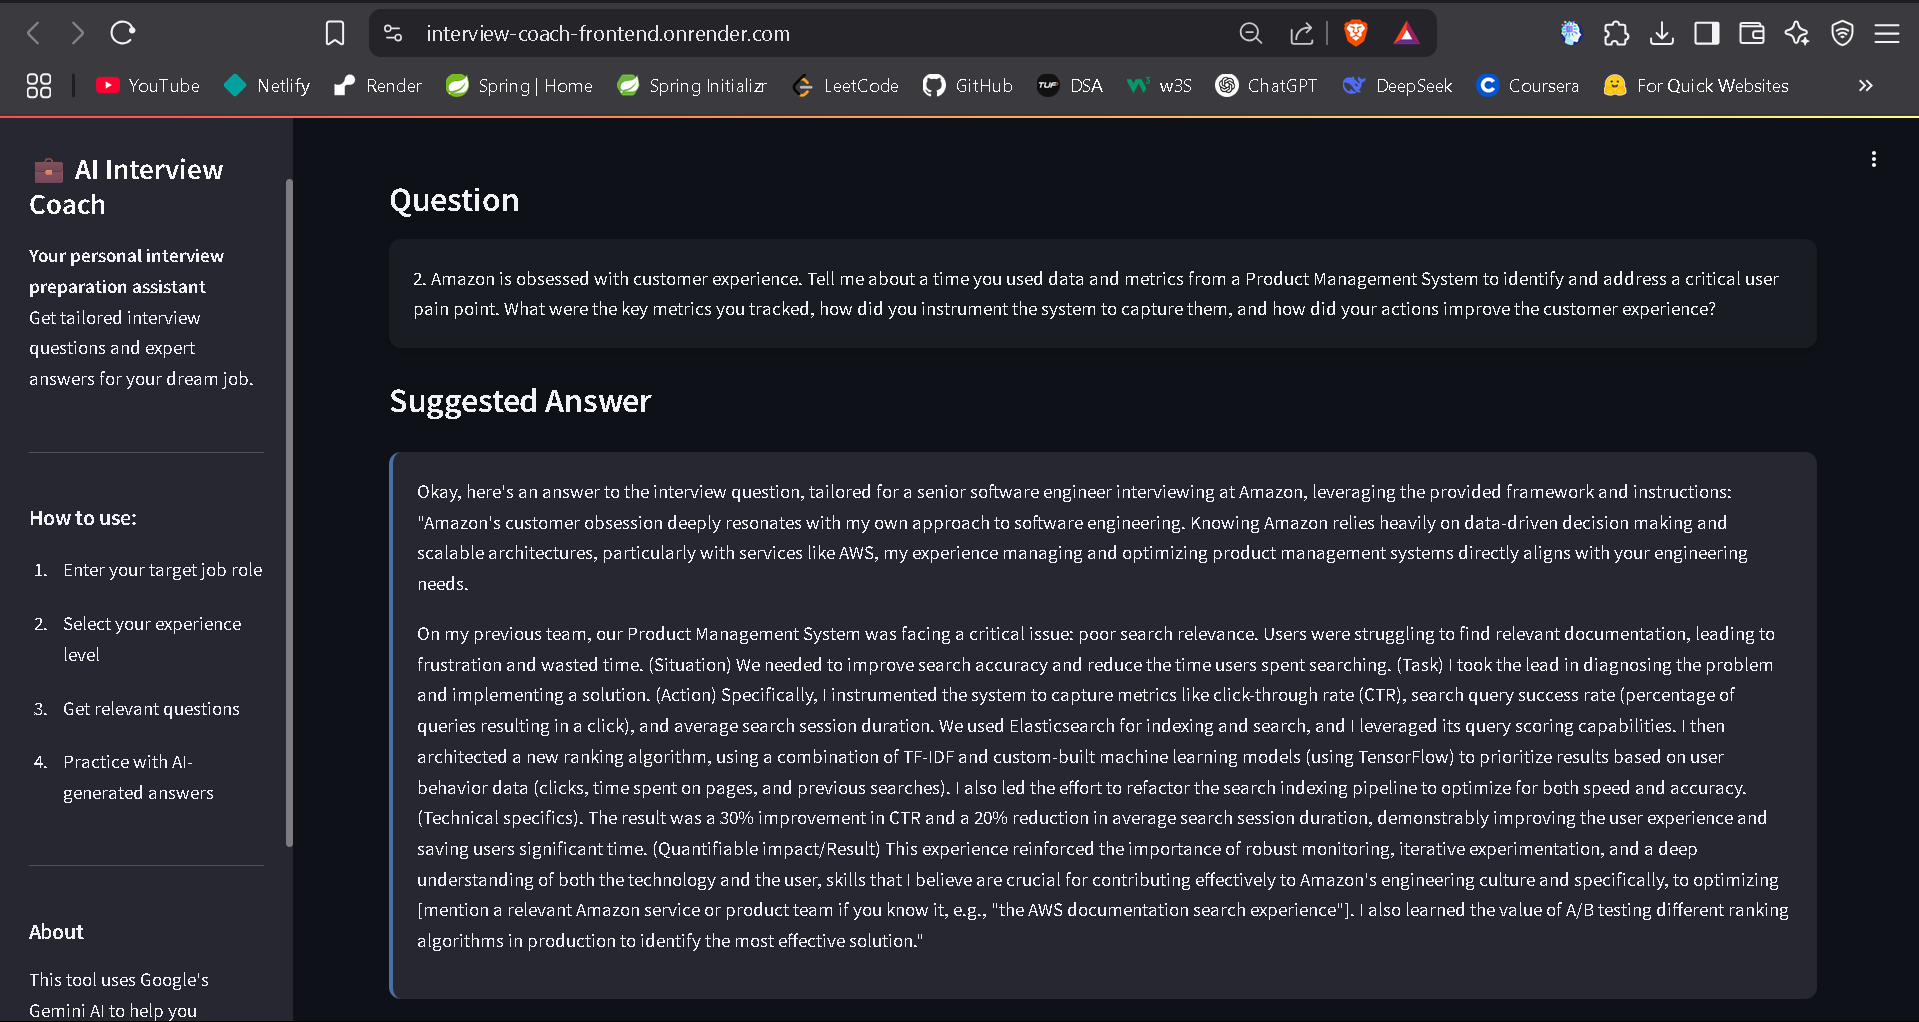 interview-coach-frontend.onrender.com
YouTube Netlify Render Spring | Home Spring Initializr LeetCode GitHub TUF DSA w3S ChatGPT DeepSeek Coursera For Quick Websites
AI Interview
Coach
Your personal interview
preparation assistant
Get tailored interview
questions and expert
answers for your dream job.
How to use:
1. Enter your target job role
2. Select your experience
level
3. Get relevant questions
4. Practice with AI-
generated answers
About
This tool uses Google's
Gemini AI to help you
Question
2. Amazon is obsessed with customer experience. Tell me about a time you used data and metrics from a Product Management System to identify and address a critical user
pain point. What were the key metrics you tracked, how did you instrument the system to capture them, and how did your actions improve the customer experience?
Suggested Answer
Okay, here's an answer to the interview question, tailored for a senior software engineer interviewing at Amazon, leveraging the provided framework and instructions:
"Amazon's customer obsession deeply resonates with my own approach to software engineering. Knowing Amazon relies heavily on data-driven decision making and
scalable architectures, particularly with services like AWS, my experience managing and optimizing product management systems directly aligns with your engineering
needs.
On my previous team, our Product Management System was facing a critical issue: poor search relevance. Users were struggling to find relevant documentation, leading to
frustration and wasted time. (Situation) We needed to improve search accuracy and reduce the time users spent searching. (Task) I took the lead in diagnosing the problem
and implementing a solution. (Action) Specifically, I instrumented the system to capture metrics like click-through rate (CTR), search query success rate (percentage of
queries resulting in a click), and average search session duration. We used Elasticsearch for indexing and search, and I leveraged its query scoring capabilities. I then
architected a new ranking algorithm, using a combination of TF-IDF and custom-built machine learning models (using TensorFlow) to prioritize results based on user
behavior data (clicks, time spent on pages, and previous searches). I also led the effort to refactor the search indexing pipeline to optimize for both speed and accuracy.
(Technical specifics). The result was a 30% improvement in CTR and a 20% reduction in average search session duration, demonstrably improving the user experience and
saving users significant time. (Quantifiable impact/Result) This experience reinforced the importance of robust monitoring, iterative experimentation, and a deep
understanding of both the technology and the user, skills that I believe are crucial for contributing effectively to Amazon's engineering culture and specifically, to optimizing
[mention a relevant Amazon service or product team if you know it, e.g., "the AWS documentation search experience"]. I also learned the value of A/B testing different ranking
algorithms in production to identify the most effective solution."